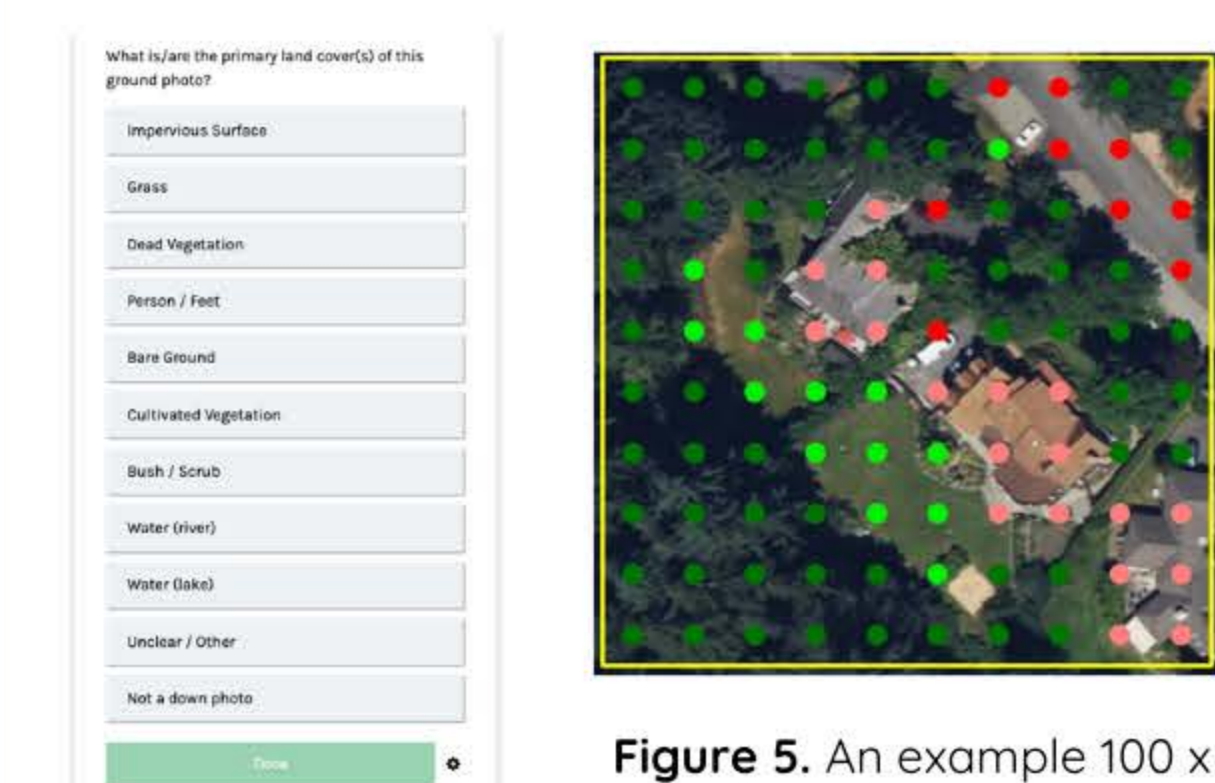 What is/are the primary land cover(s) of this
ground photo?
Impervious Surface
Grass
Dead Vegetation
Person / Feet
Bare Ground
Cultivated Vegetation
Bush / Scrub
Water (river)
Water (lake)
Unclear / Other
Not a down photo
Done
Figure 5. An example 100 x